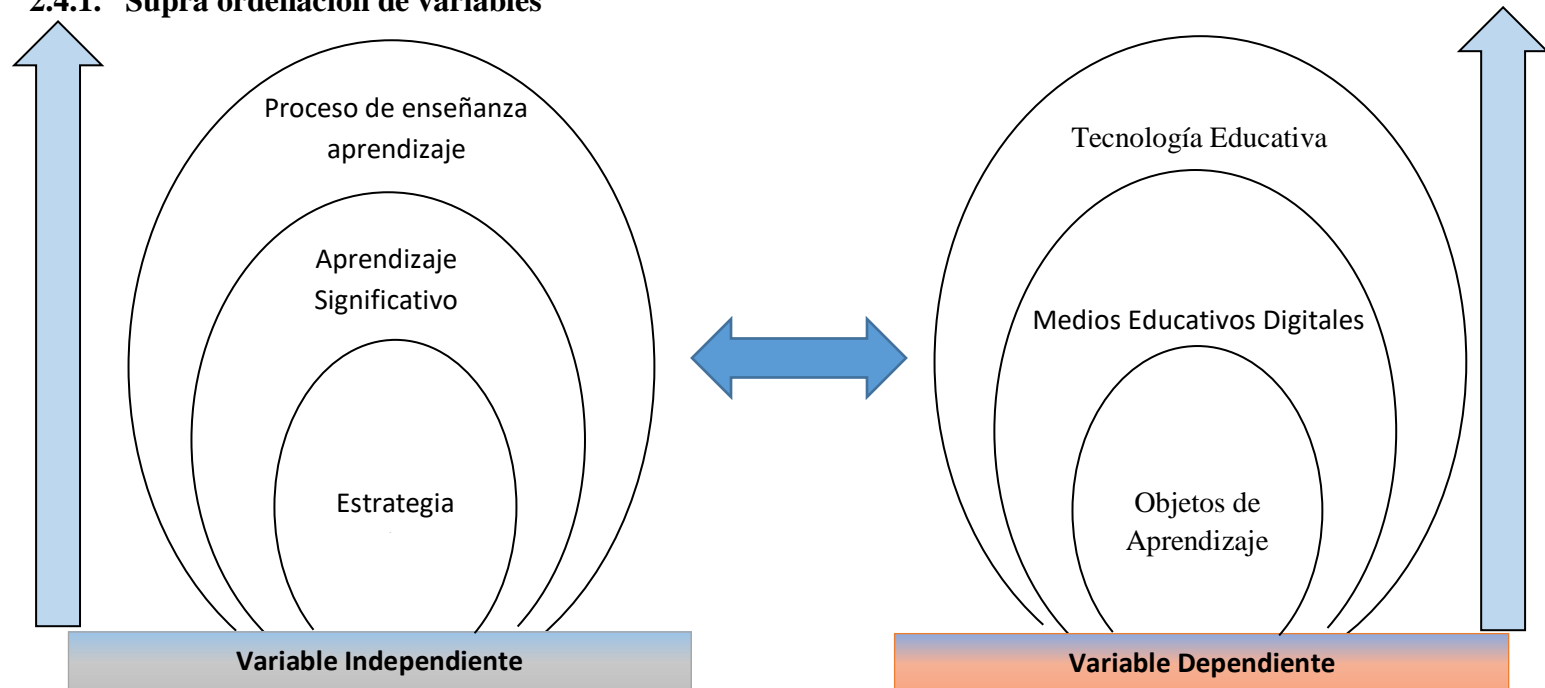 2.4.1. Supra ordenación de variables
Proceso de enseñanza
aprendizaje
Aprendizaje
Significativo
Estrategia
Variable Independiente
Tecnología Educativa
Medios Educativos Digitales
Objetos de
Aprendizaje
Variable Dependiente